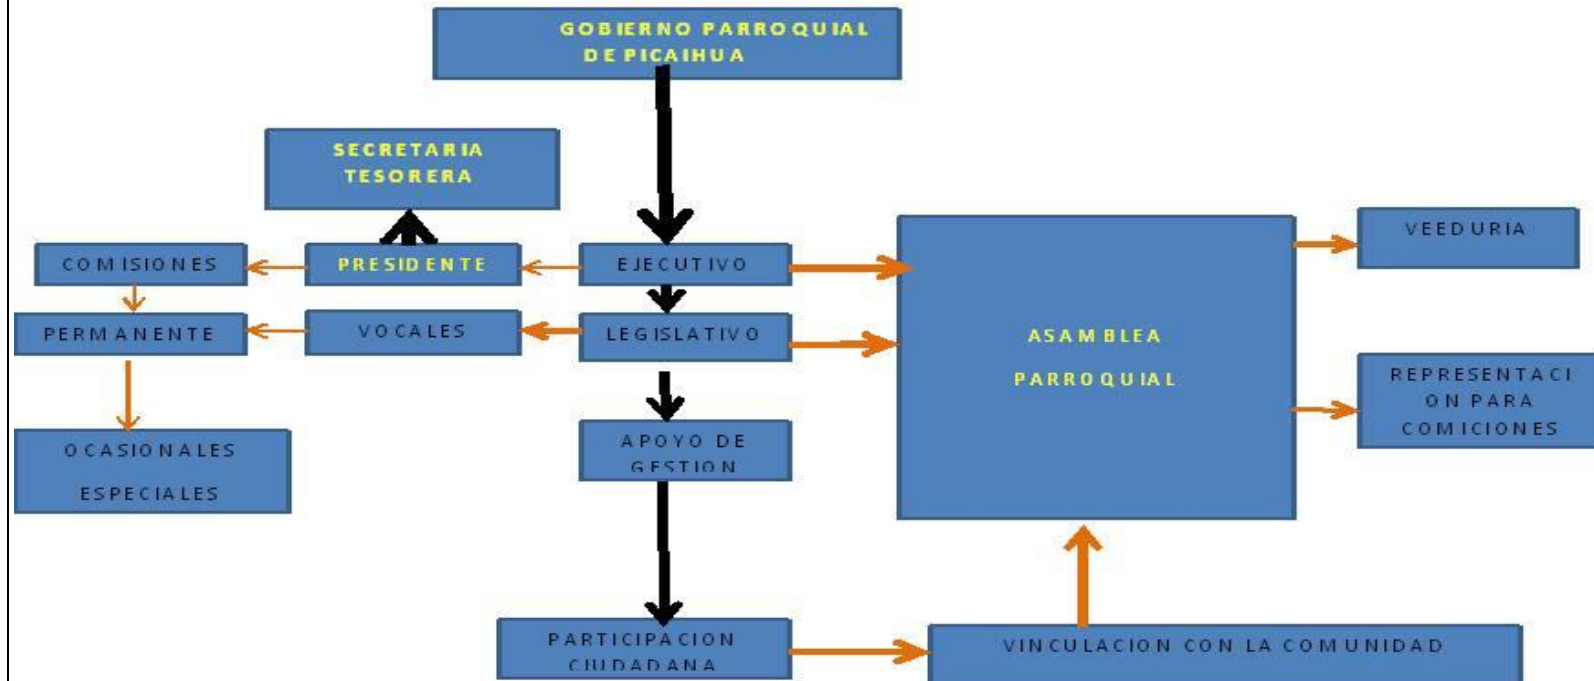 GOBIERNO PARROQUIAL
DE PICAIHUA
SECRETARIA
TESORERA
COMISIONES
PRESIDENTE
EJECUTIVO
VEEDURIA
PERMANENTE
VOCALES
LEGISLATIVO
ASAMBLEA
PARROQUIAL
REPRESENTACI
ON PARA
COMICIONES
OCASIONALES
ESPECIALES
APOYO DE
GESTION
PARTICIPACION
CIUDADANA
VINCULACION CON LA COMUNIDAD